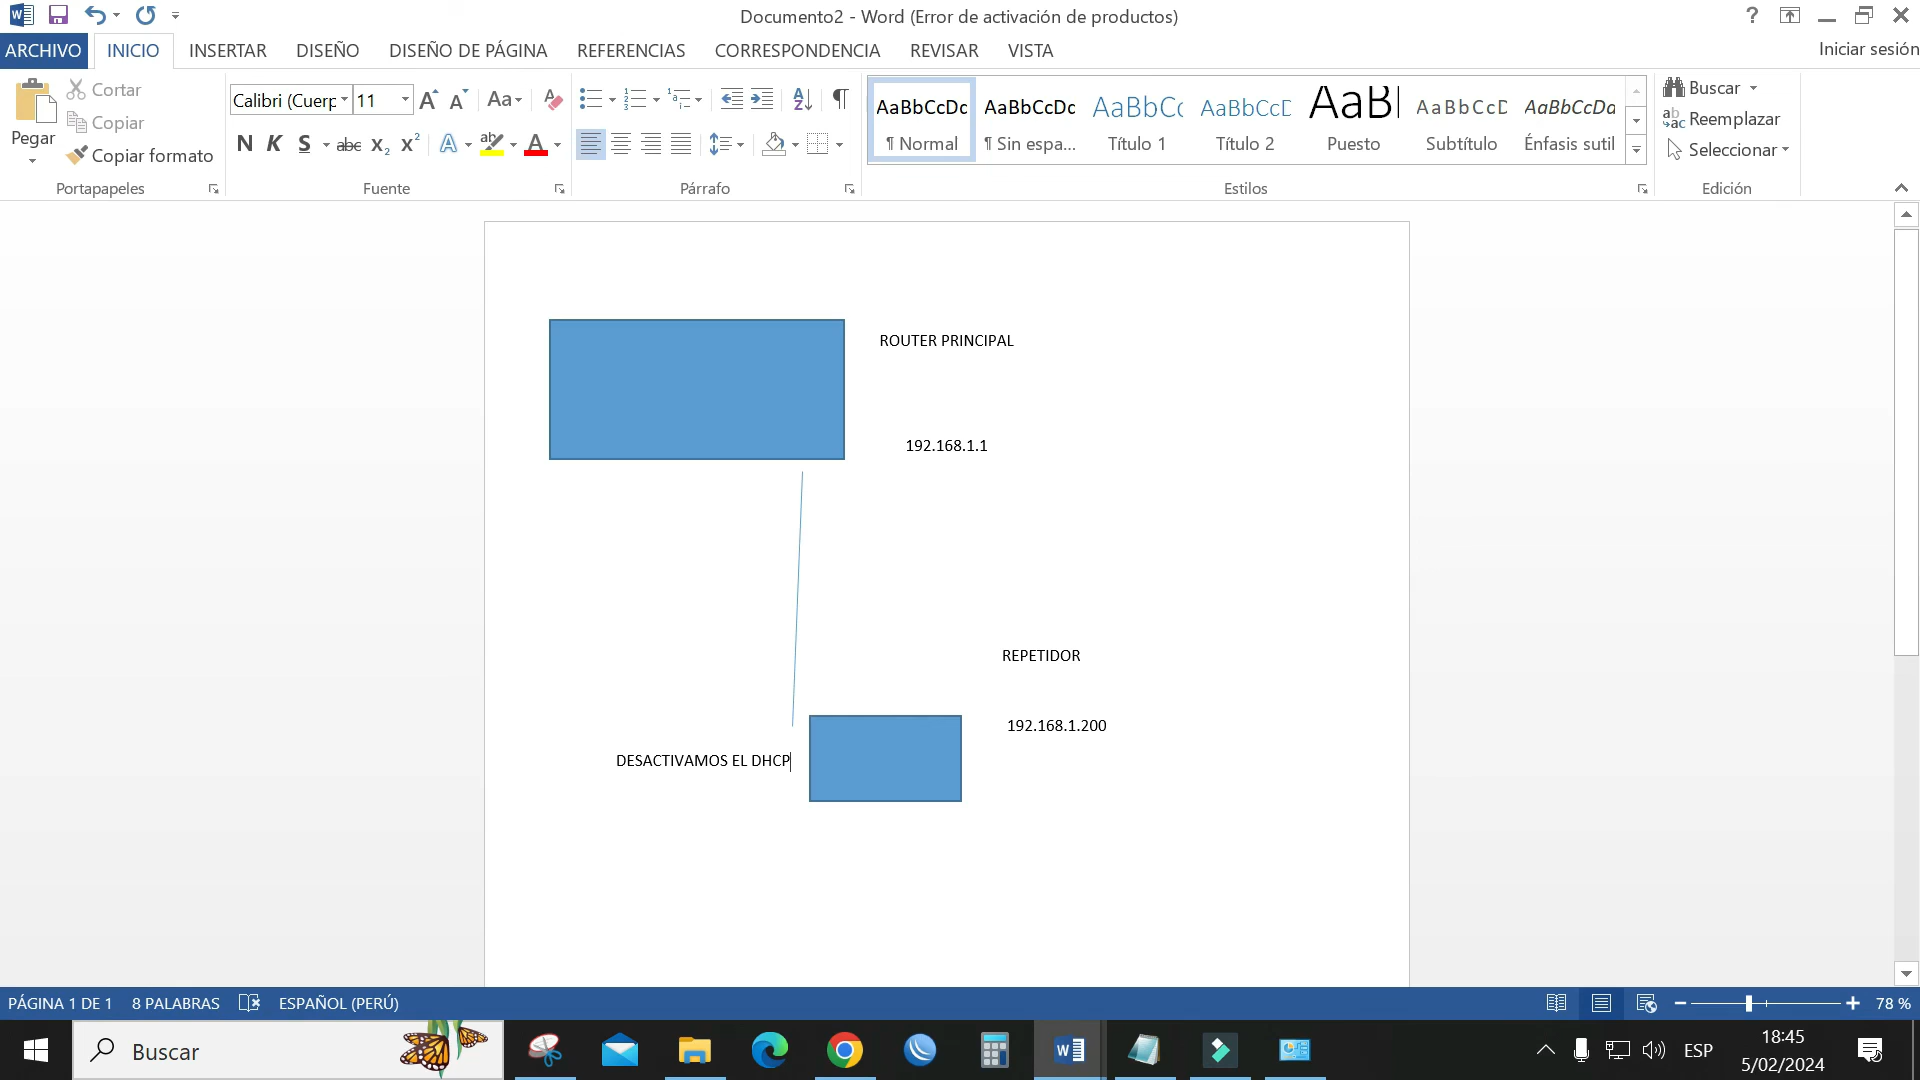 Documento2 - Word (Error de activación de productos)
?
ARCHIVO INICIO INSERTAR DISEÑO DISEÑO DE PÁGINA REFERENCIAS CORRESPONDENCIA REVISAR VISTA Iniciar sesión
Pegar
Cortar
Copiar
Copiar formato
Portapapeles
Calibri (Cuerp 11
N K S abc X₂ X² A A
Aa
Fuente
Párrafo
AaBbCcDc AaBbCcDc AaBbCc AaBbCcD AaB AaBbCcD AaBbCcDa
¶ Normal ¶ Sin espa... Título 1 Título 2 Puesto Subtítulo Énfasis sutil
Estilos
Buscar
Reemplazar
Seleccionar
Edición
ROUTER PRINCIPAL
192.168.1.1
REPETIDOR
192.168.1.200
DESACTIVAMOS EL DHCP
PÁGINA 1 DE 1 8 PALABRAS ESPAÑOL (PERÚ) 78 %
Buscar
ESP
18:45
5/02/2024